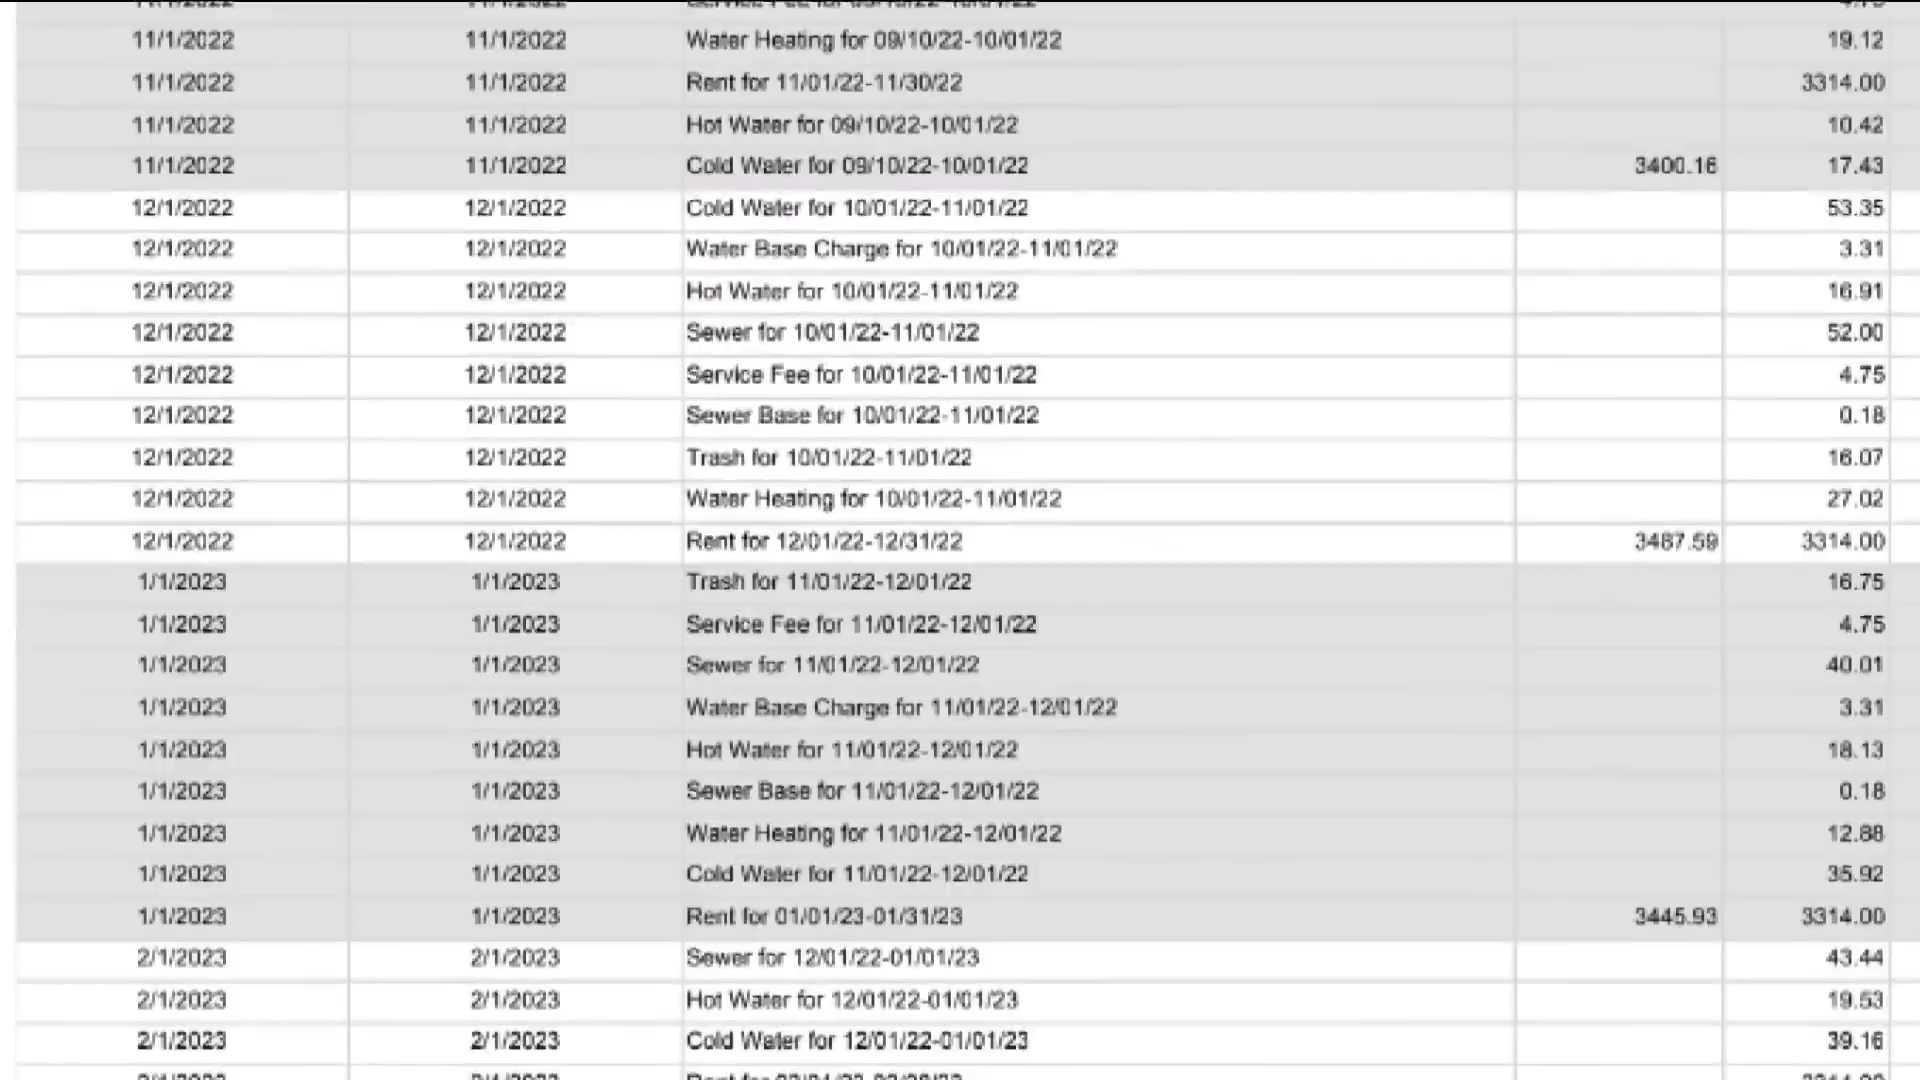 11/1/2022 11/1/2022 Water Heating for 09/10/22-10/01/22 19.12
11/1/2022 11/1/2022 Rent for 11/01/22-11/30/22 3314.00
11/1/2022 11/1/2022 Hot Water for 09/10/22-10/01/22 10.42
11/1/2022 11/1/2022 Cold Water for 09/10/22-10/01/22 3400.16 17.43
12/1/2022 12/1/2022 Cold Water for 10/01/22-11/01/22 53.35
12/1/2022 12/1/2022 Water Base Charge for 10/01/22-11/01/22 3.31
12/1/2022 12/1/2022 Hot Water for 10/01/22-11/01/22 16.91
12/1/2022 12/1/2022 Sewer for 10/01/22-11/01/22 52.00
12/1/2022 12/1/2022 Service Fee for 10/01/22-11/01/22 4.75
12/1/2022 12/1/2022 Sewer Base for 10/01/22-11/01/22 0.18
12/1/2022 12/1/2022 Trash for 10/01/22-11/01/22 16.07
12/1/2022 12/1/2022 Water Heating for 10/01/22-11/01/22 27.02
12/1/2022 12/1/2022 Rent for 12/01/22-12/31/22 3487.59 3314.00
1/1/2023 1/1/2023 Trash for 11/01/22-12/01/22 16.75
1/1/2023 1/1/2023 Service Fee for 11/01/22-12/01/22 4.75
1/1/2023 1/1/2023 Sewer for 11/01/22-12/01/22 40.01
1/1/2023 1/1/2023 Water Base Charge for 11/01/22-12/01/22 3.31
1/1/2023 1/1/2023 Hot Water for 11/01/22-12/01/22 18.13
1/1/2023 1/1/2023 Sewer Base for 11/01/22-12/01/22 0.18
1/1/2023 1/1/2023 Water Heating for 11/01/22-12/01/22 12.88
1/1/2023 1/1/2023 Cold Water for 11/01/22-12/01/22 35.92
1/1/2023 1/1/2023 Rent for 01/01/23-01/31/23 3445.93 3314.00
2/1/2023 2/1/2023 Sewer for 12/01/22-01/01/23 43.44
2/1/2023 2/1/2023 Hot Water for 12/01/22-01/01/23 19.53
2/1/2023 2/1/2023 Cold Water for 12/01/22-01/01/23 39.16